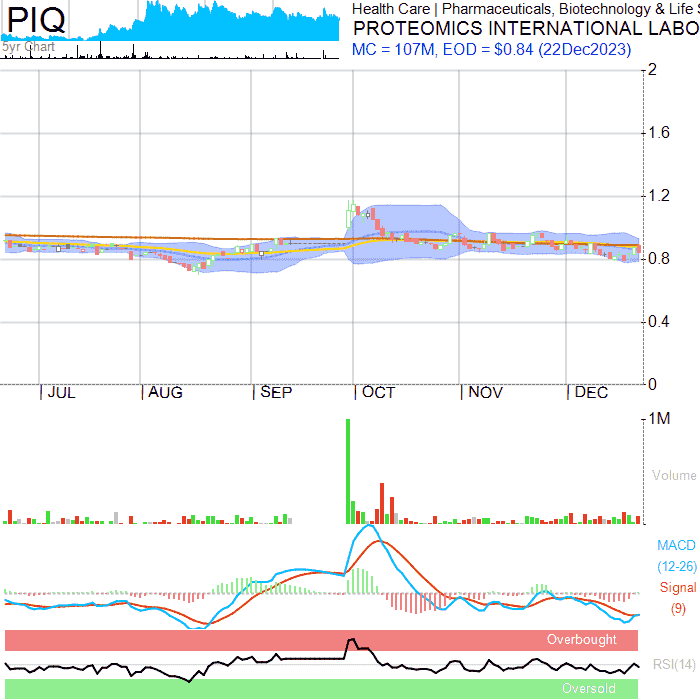 PIQ
5yr Chart
Health Care | Pharmaceuticals, Biotechnology & Life S
PROTEOMICS INTERNATIONAL LABO
MC = 107M, EOD = $0.84 (22Dec2023)
2
1.6
1.2
0.8
0.4
0
| JUL | AUG | SEP | OCT | NOV | DEC
1M
Volume
MACD
(12-26)
Signal
(9)
Overbought
RSI(14)
Oversold